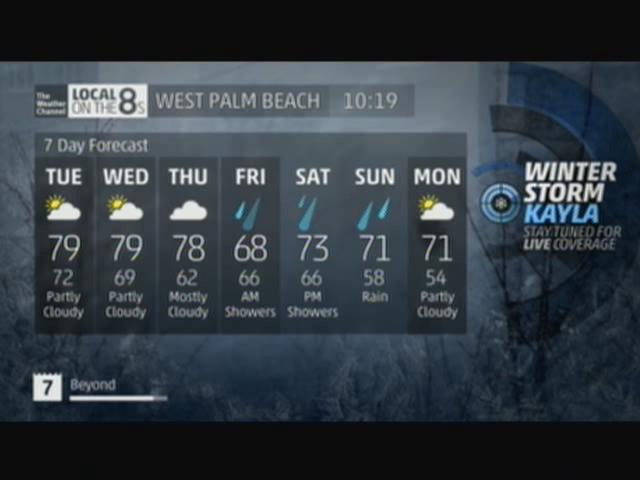 The Weather Channel
LOCAL ON THE 8s
WEST PALM BEACH 10:19
7 Day Forecast
TUE WED THU FRI SAT SUN MON
79 79 78 68 73 71 71
72 69 62 66 66 58 54
Partly Partly Mostly AM PM Rain Partly
Cloudy Cloudy Cloudy Showers Showers Cloudy
WINTER
STORM
KAYLA
STAY TUNED FOR
LIVE COVERAGE
7 Beyond